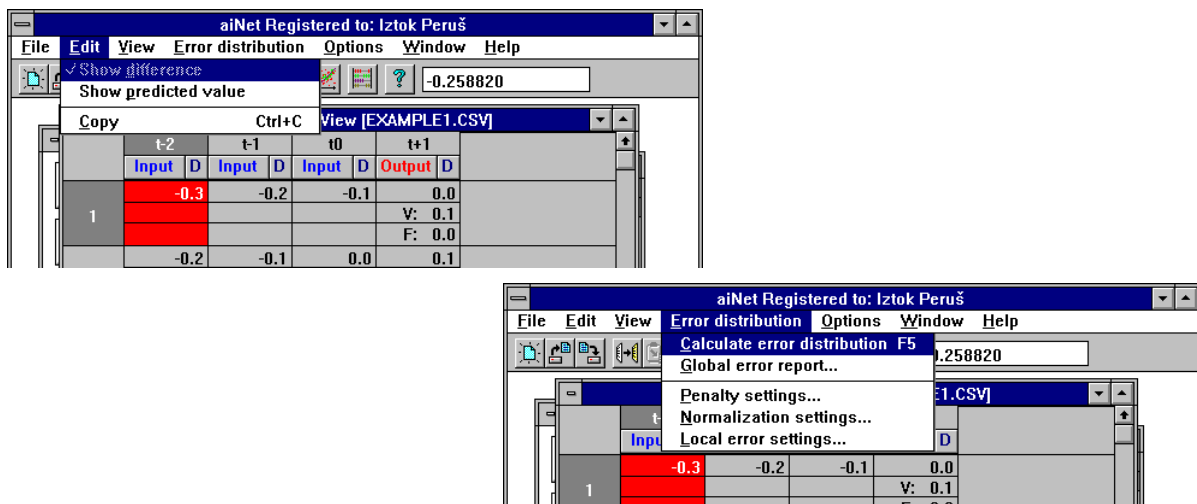 aiNet Registered to: Iztok Peruš
File Edit View Error distribution Options Window Help
✓Show difference
Show predicted value
-0.258820
Copy Ctrl+C
View [EXAMPLE1.CSV]
t-2 t-1 t0 t+1
Input D Input D Input D Output D
1 -0.3 -0.2 -0.1 0.0
V: 0.1
F: 0.0
-0.2 -0.1 0.0 0.1
aiNet Registered to: Iztok Peruš
File Edit View Error distribution Options Window Help
Calculate error distribution F5
.258820
Global error report...
Penalty settings...
E1.CSV]
Normalization settings...
Local error settings...
D
-0.3 -0.2 -0.1 0.0
1 V: 0.1